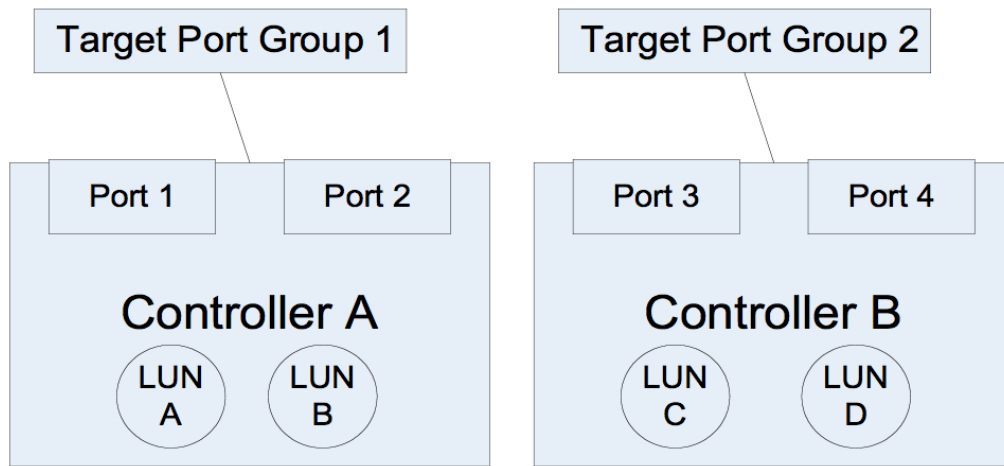 Target Port Group 1
Target Port Group 2
Port 1
Port 2
Port 3
Port 4
Controller A
Controller B
LUN
A
LUN
B
LUN
C
LUN
D